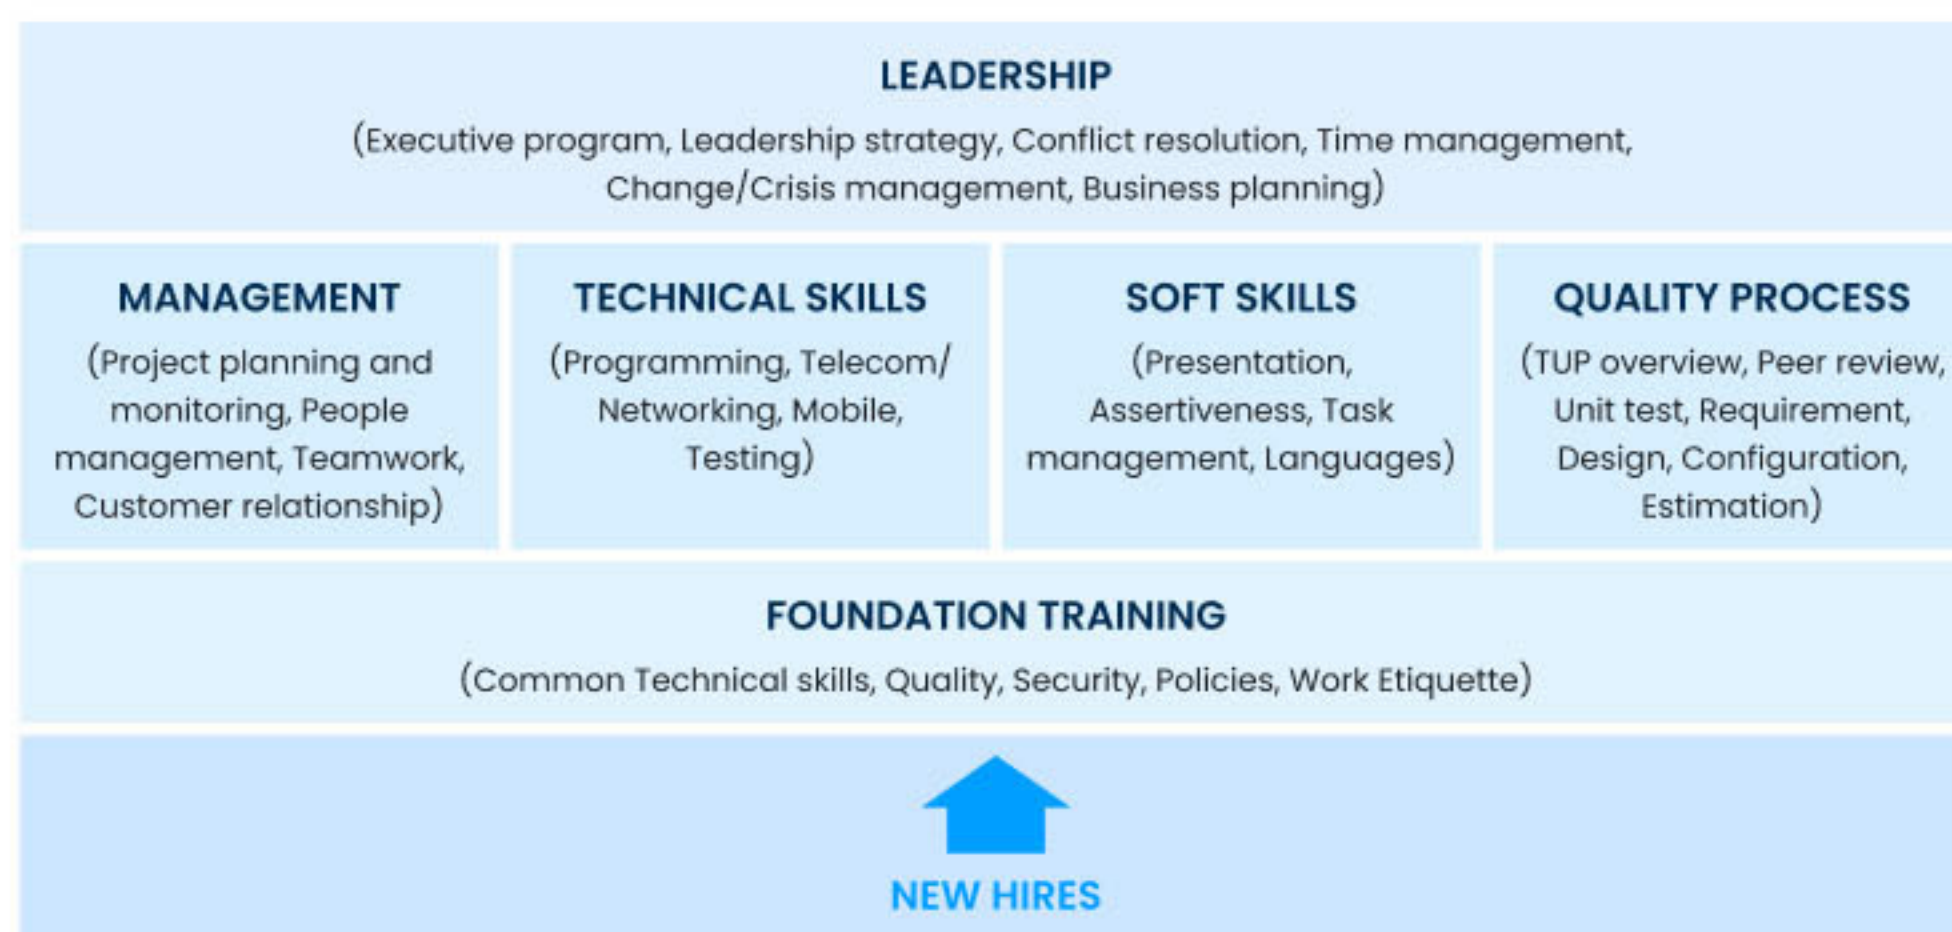 LEADERSHIP
(Executive program, Leadership strategy, Conflict resolution, Time management,
Change/Crisis management, Business planning)
MANAGEMENT
(Project planning and
monitoring, People
management, Teamwork,
Customer relationship)
TECHNICAL SKILLS
(Programming, Telecom/
Networking, Mobile,
Testing)
SOFT SKILLS
(Presentation,
Assertiveness, Task
management, Languages)
QUALITY PROCESS
(TUP overview, Peer review,
Unit test, Requirement,
Design, Configuration,
Estimation)
FOUNDATION TRAINING
(Common Technical skills, Quality, Security, Policies, Work Etiquette)
NEW HIRES